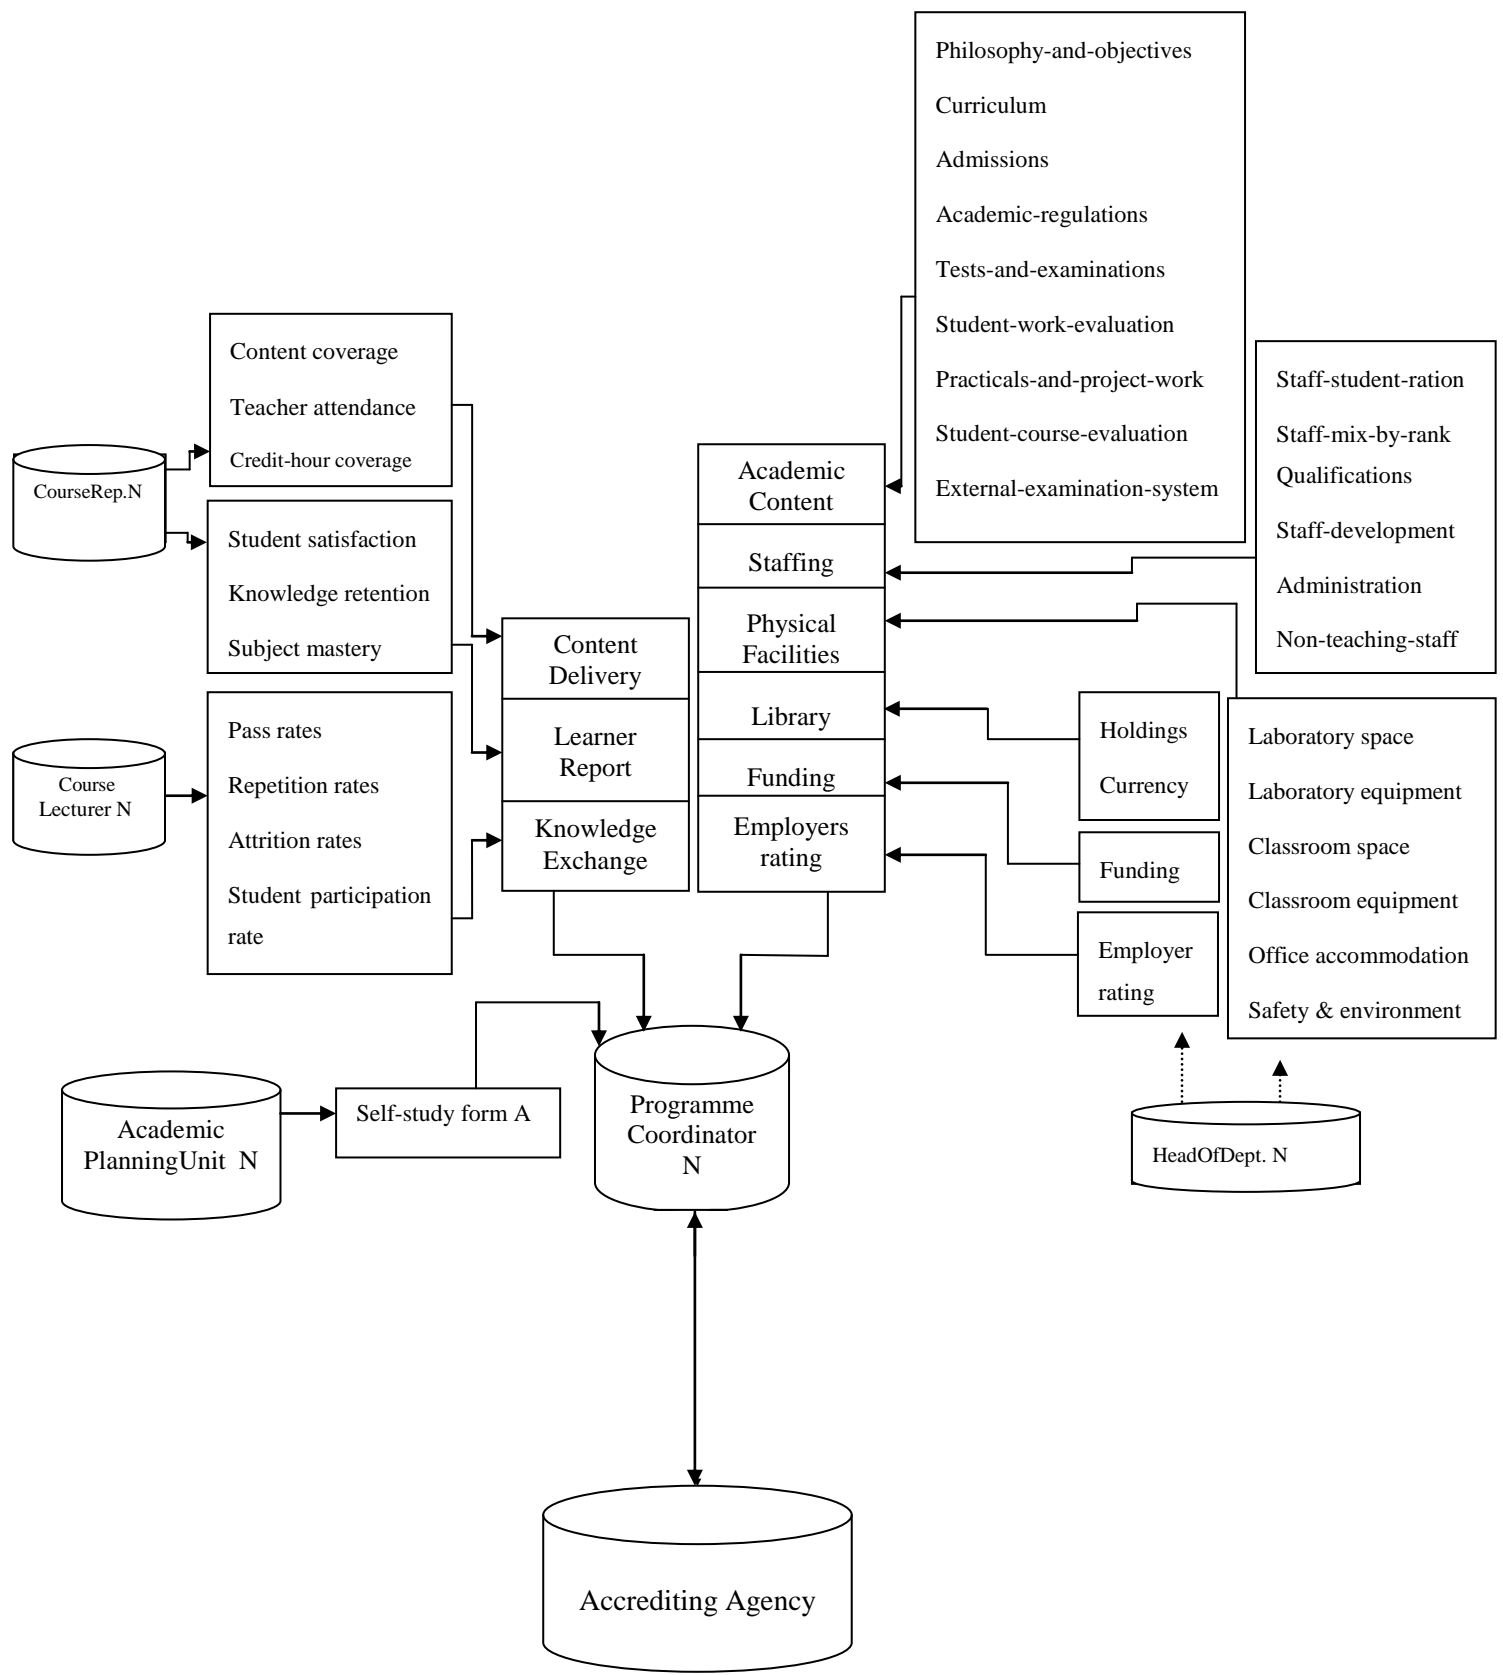 Philosophy-and-objectives
Curriculum
Admissions
Academic-regulations
Tests-and-examinations
Student-work-evaluation
Practicals-and-project-work
Student-course-evaluation
External-examination-system
Staff-student-ration
Staff-mix-by-rank
Qualifications
Staff-development
Administration
Non-teaching-staff
Content coverage
Teacher attendance
Credit-hour coverage
CourseRep.N
Student satisfaction
Knowledge retention
Subject mastery
Course
Lecturer N
Pass rates
Repetition rates
Attrition rates
Student participation
rate
Content
Delivery
Learner
Report
Knowledge
Exchange
Academic
Content
Staffing
Physical
Facilities
Library
Funding
Employers
rating
Holdings
Currency
Funding
Employer
rating
Laboratory space
Laboratory equipment
Classroom space
Classroom equipment
Office accommodation
Safety & environment
HeadOfDept. N
Academic
PlanningUnit N
Self-study form A
Programme
Coordinator
N
Accrediting Agency